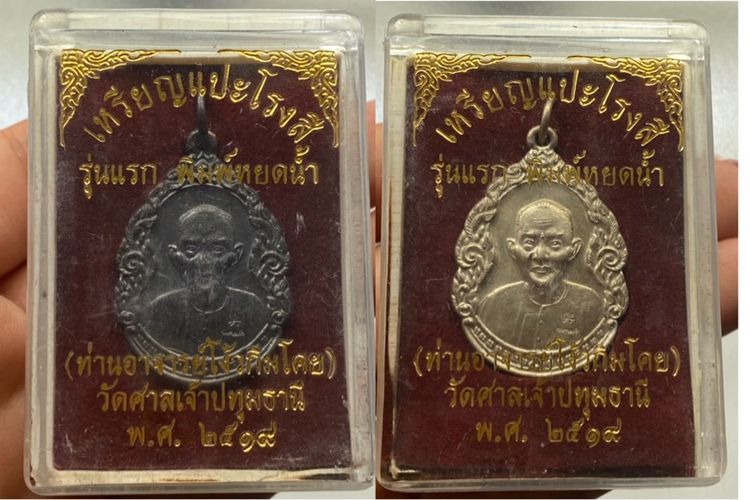 เหรียญแปะโรงสี
รุ่นแรก พิมพ์หยดน้ำ
(ท่านอาจารย์โง้วกิมโคย)
วัดศาลเจ้าปทุมธานี
พ.ศ. ๒๕๑๙
เหรียญแปะโรงสี
รุ่นแรก พิมพ์หยดน้ำ
(ท่านอาจารย์โง้วกิมโคย)
วัดศาลเจ้าปทุมธานี
พ.ศ. ๒๕๑๙